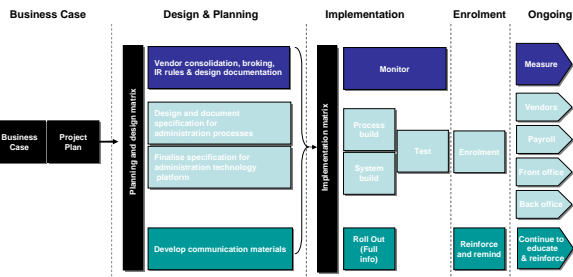 Business Case
Design & Planning
Implementation
Enrolment
Ongoing
Business
Case
Project
Plan
Planning and design matrix
Vendor consolidation, broking,
IR rules & design documentation
Design and document
specification for
administration processes
Finalise specification for
administration technology
platform
Develop communication materials
Implementation matrix
Monitor
Process
build
System
build
Test
Roll Out
(Full
info)
Enrolment
Reinforce
and remind
Measure
Vendors
Payroll
Front office
Back office
Continue to
educate
& reinforce